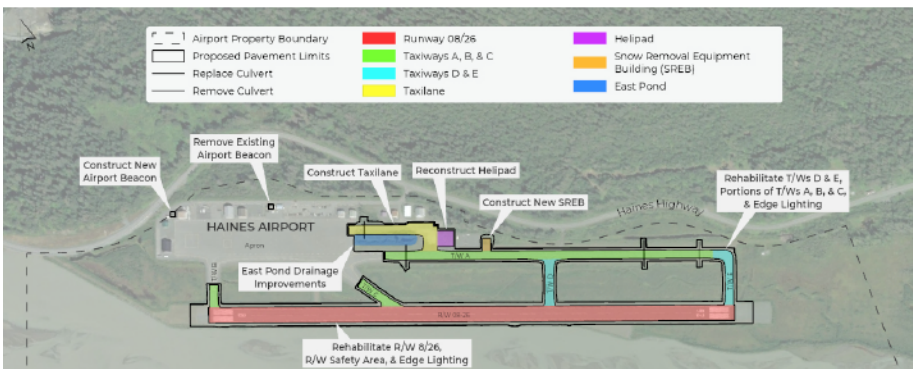 N
Airport Property Boundary
Proposed Pavement Limits
Replace Culvert
Remove Culvert
Runway 08/26
Taxiways A, B, & C
Taxiways D & E
Taxilane
Helipad
Snow Removal Equipment
Building (SREB)
East Pond
Construct New
Airport Beacon
Remove Existing
Airport Beacon
Construct Taxilane
Reconstruct Helipad
Construct New SREB
Rehabilitate T/Ws D & E,
Portions of T/Ws A, B, & C,
& Edge Lighting
Haines Highway
HAINES AIRPORT
Apron
East Pond Drainage
Improvements
T/W A
T/W B
T/W D
T/W E
R/W 08-26
Rehabilitate R/W 8/26,
R/W Safety Area, & Edge Lighting